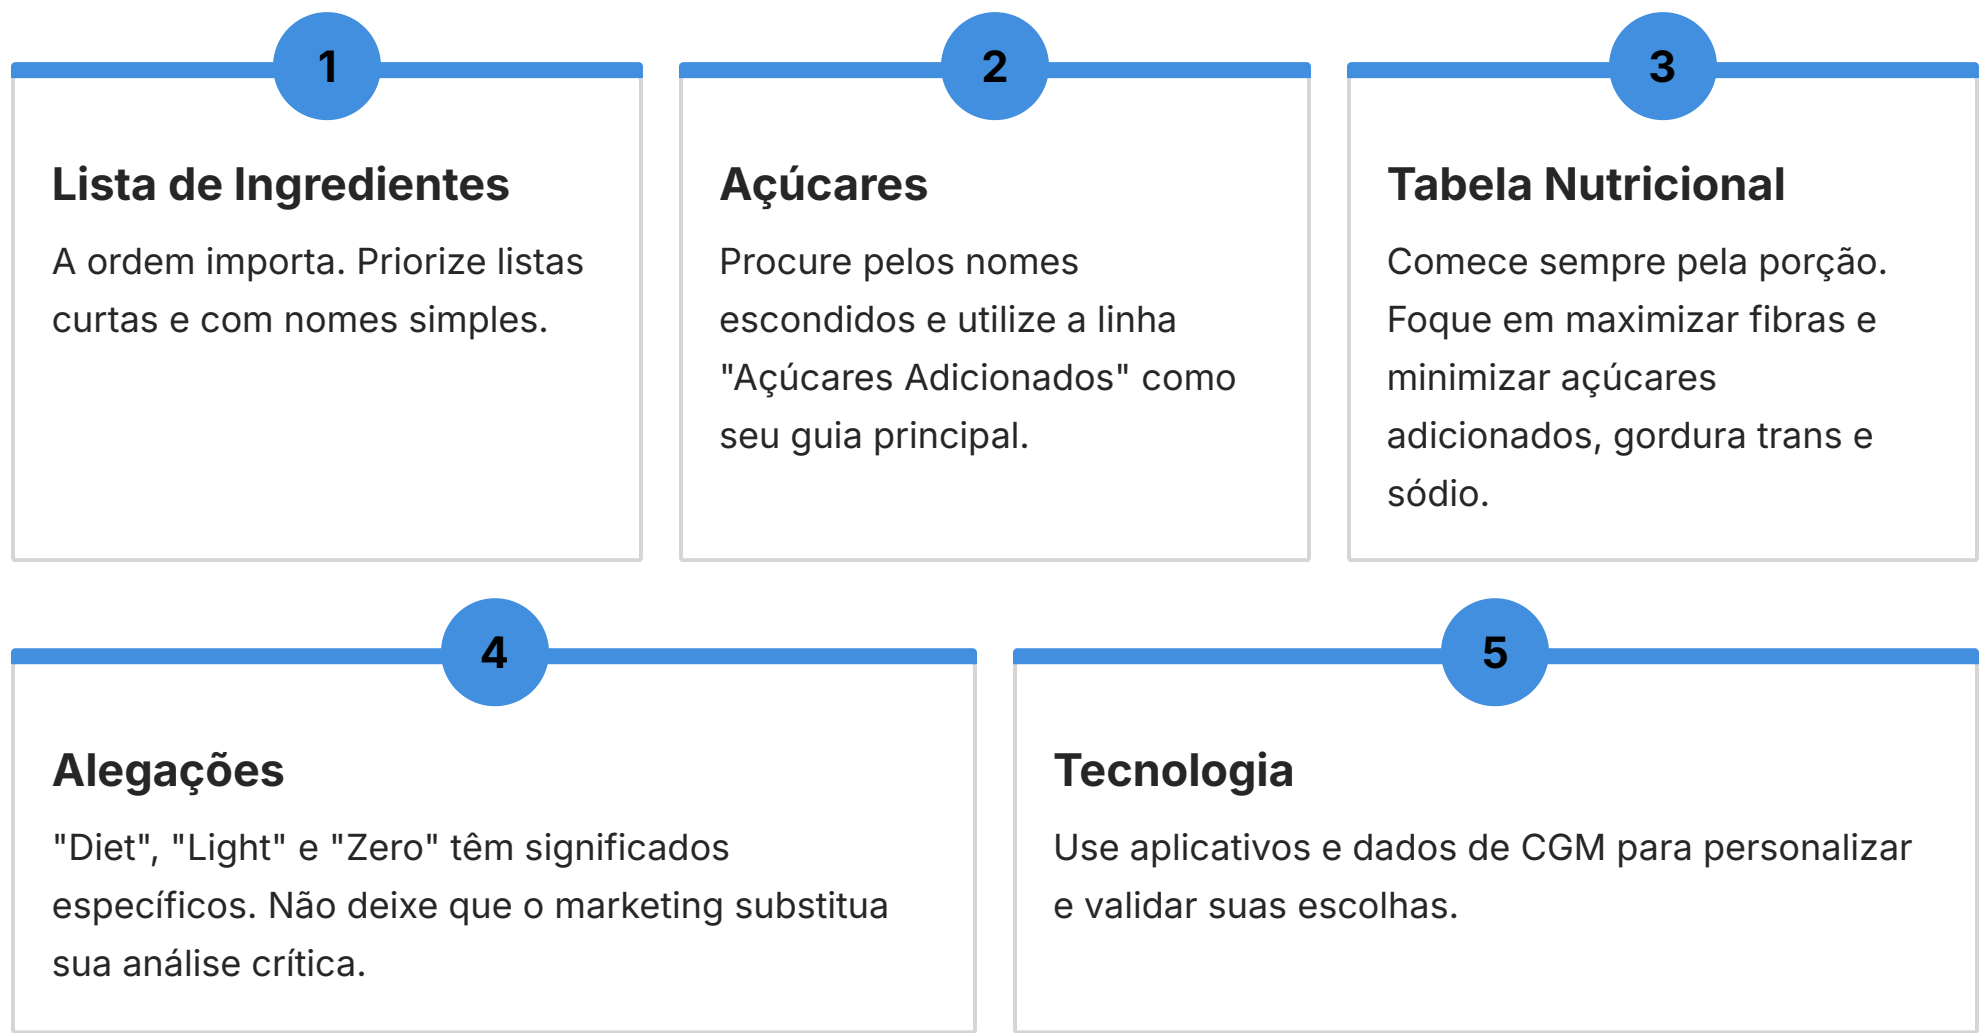 1
Lista de Ingredientes
A ordem importa. Priorize listas
curtas e com nomes simples.
2
Açúcares
Procure pelos nomes
escondidos e utilize a linha
"Açúcares Adicionados" como
seu guia principal.
3
Tabela Nutricional
Comece sempre pela porção.
Foque em maximizar fibras e
minimizar açúcares
adicionados, gordura trans e
sódio.
4
Alegações
"Diet", "Light" e "Zero" têm significados
específicos. Não deixe que o marketing substitua
sua análise crítica.
5
Tecnologia
Use aplicativos e dados de CGM para personalizar
e validar suas escolhas.